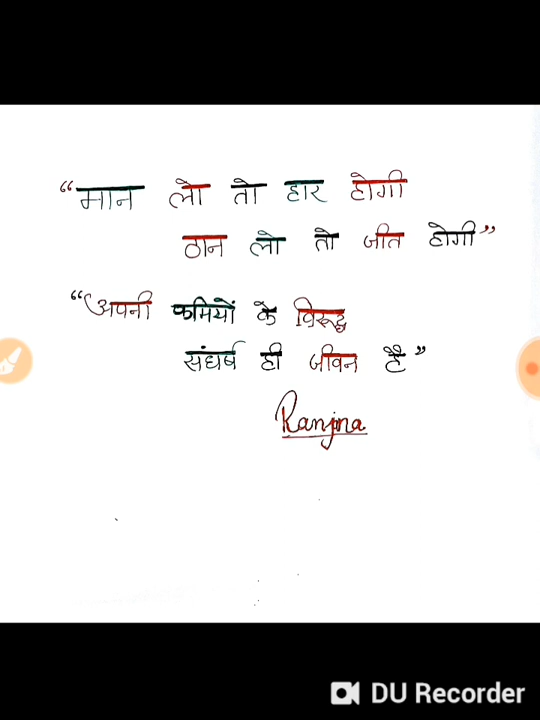 “मान लो तो हार होगी
ठान लो तो जीत होगी”
“अपनी कमियों के विरूद्ध
संघर्ष ही जीवन है”
Ranjna
DU Recorder